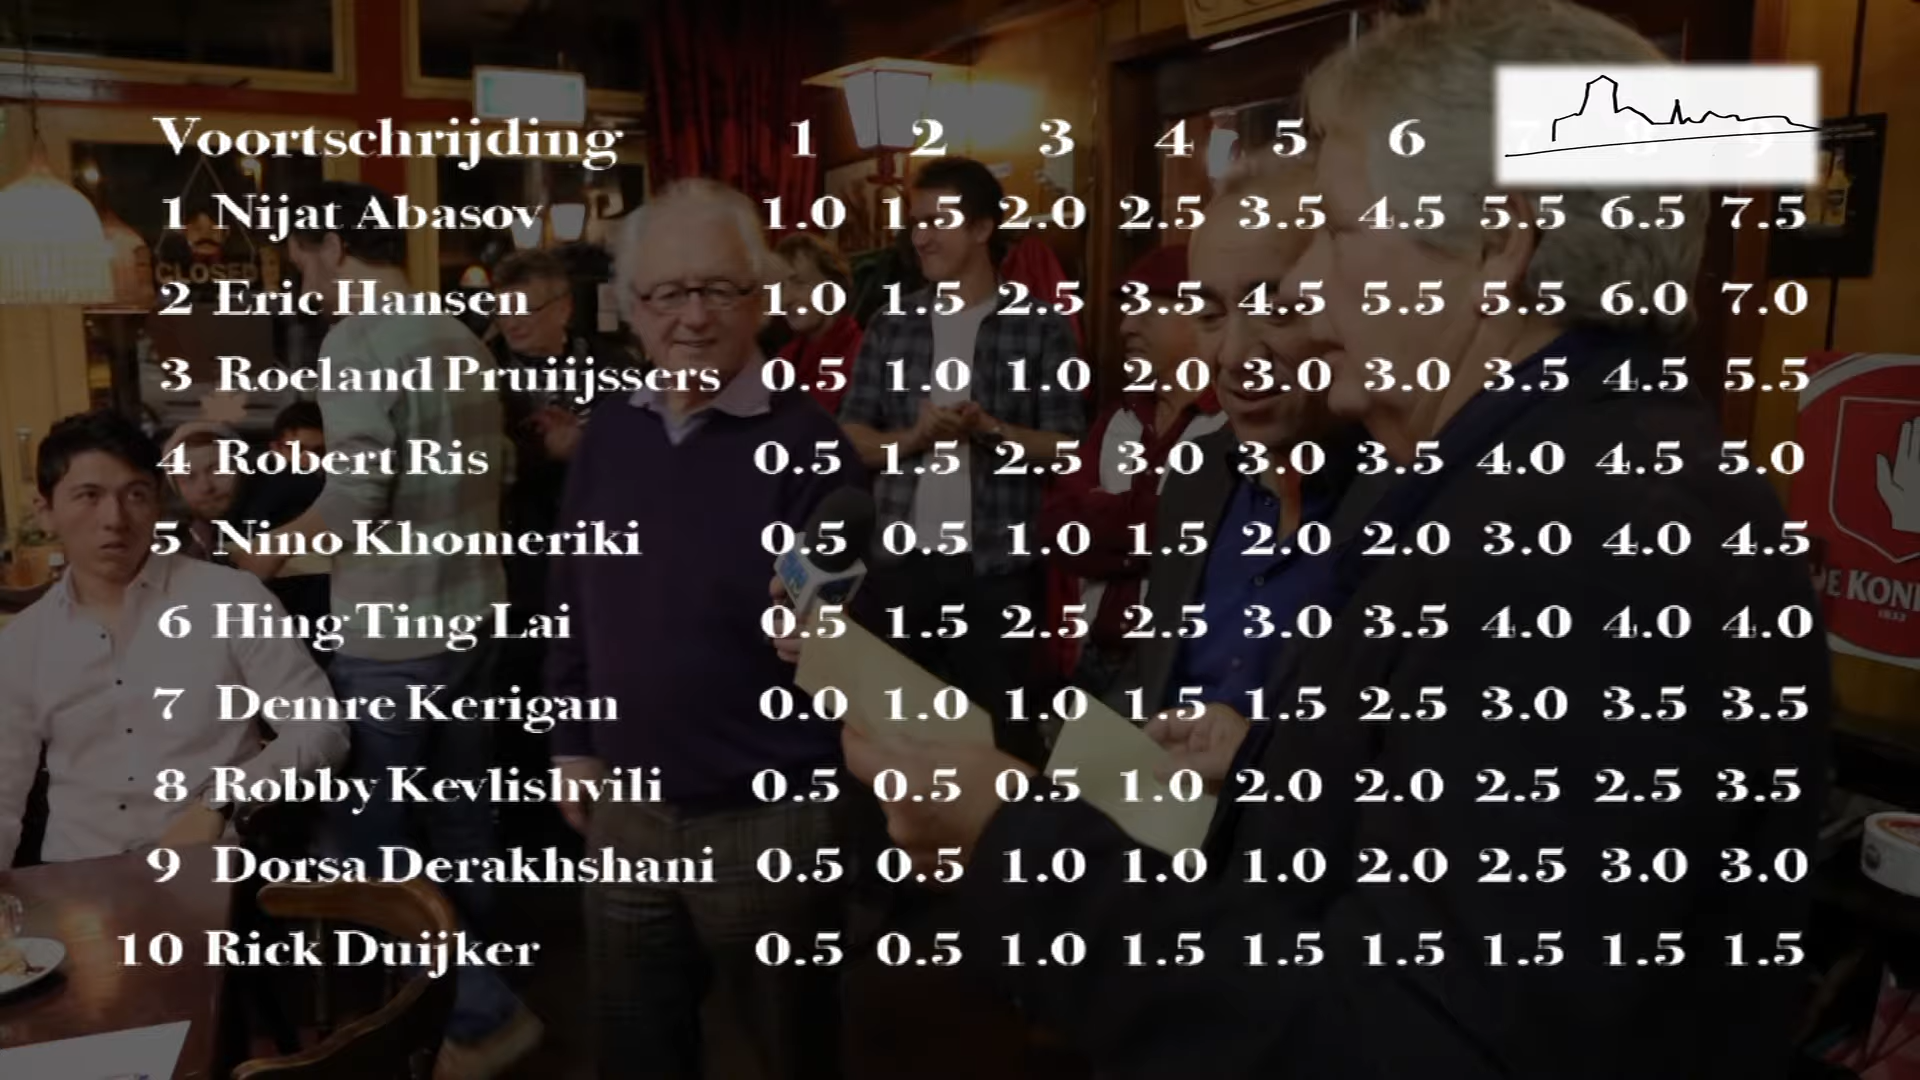 Voortschrijding 1 2 3 4 5 6 7 8 9
1 Nijat Abasov 1.0 1.5 2.0 2.5 3.5 4.5 5.5 6.5 7.5
2 Eric Hansen 1.0 1.5 2.5 3.5 4.5 5.5 5.5 6.0 7.0
3 Roeland Pruiijssers 0.5 1.0 1.0 2.0 3.0 3.0 3.5 4.5 5.5
4 Robert Ris 0.5 1.5 2.5 3.0 3.0 3.5 4.0 4.5 5.0
5 Nino Khomeriki 0.5 0.5 1.0 1.5 2.0 2.0 3.0 4.0 4.5
6 Hing Ting Lai 0.5 1.5 2.5 2.5 3.0 3.5 4.0 4.0 4.0
7 Demre Kerigan 0.0 1.0 1.0 1.5 1.5 2.5 3.0 3.5 3.5
8 Robby Kevlishvili 0.5 0.5 0.5 1.0 2.0 2.0 2.5 2.5 3.5
9 Dorsa Derakhshani 0.5 0.5 1.0 1.0 1.0 2.0 2.5 3.0 3.0
10 Rick Duijker 0.5 0.5 1.0 1.5 1.5 1.5 1.5 1.5 1.5
CLOSED
DE KONI
1833